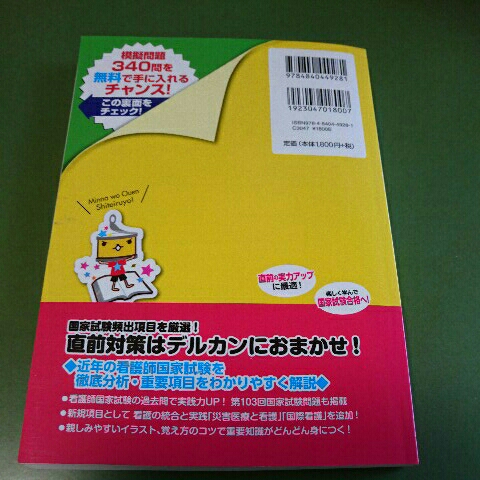 模擬問題
340問を
無料で手に入れる
チャンス!
この裏面を
チェック!
9784840449281
1923047018007
ISBN978-4-8404-4928-1
C3047 ¥1800E
定価(本体1,800円+税)
Minna wo Ouen
Shiteiruyo!
直前の実力アップ
に最適!
楽しく学んで
国家試験合格へ!
国家試験頻出項目を厳選!
直前対策はデルカンにおまかせ!
◆近年の看護師国家試験を
徹底分析・重要項目をわかりやすく解説◆
●看護師国家試験の過去問で実践力UP! 第103回国家試験問題も掲載
●新規項目として 看護の統合と実践「災害医療と看護」「国際看護」を追加!
●親しみやすいイラスト、覚え方のコツで重要知識がどんどん身につく!